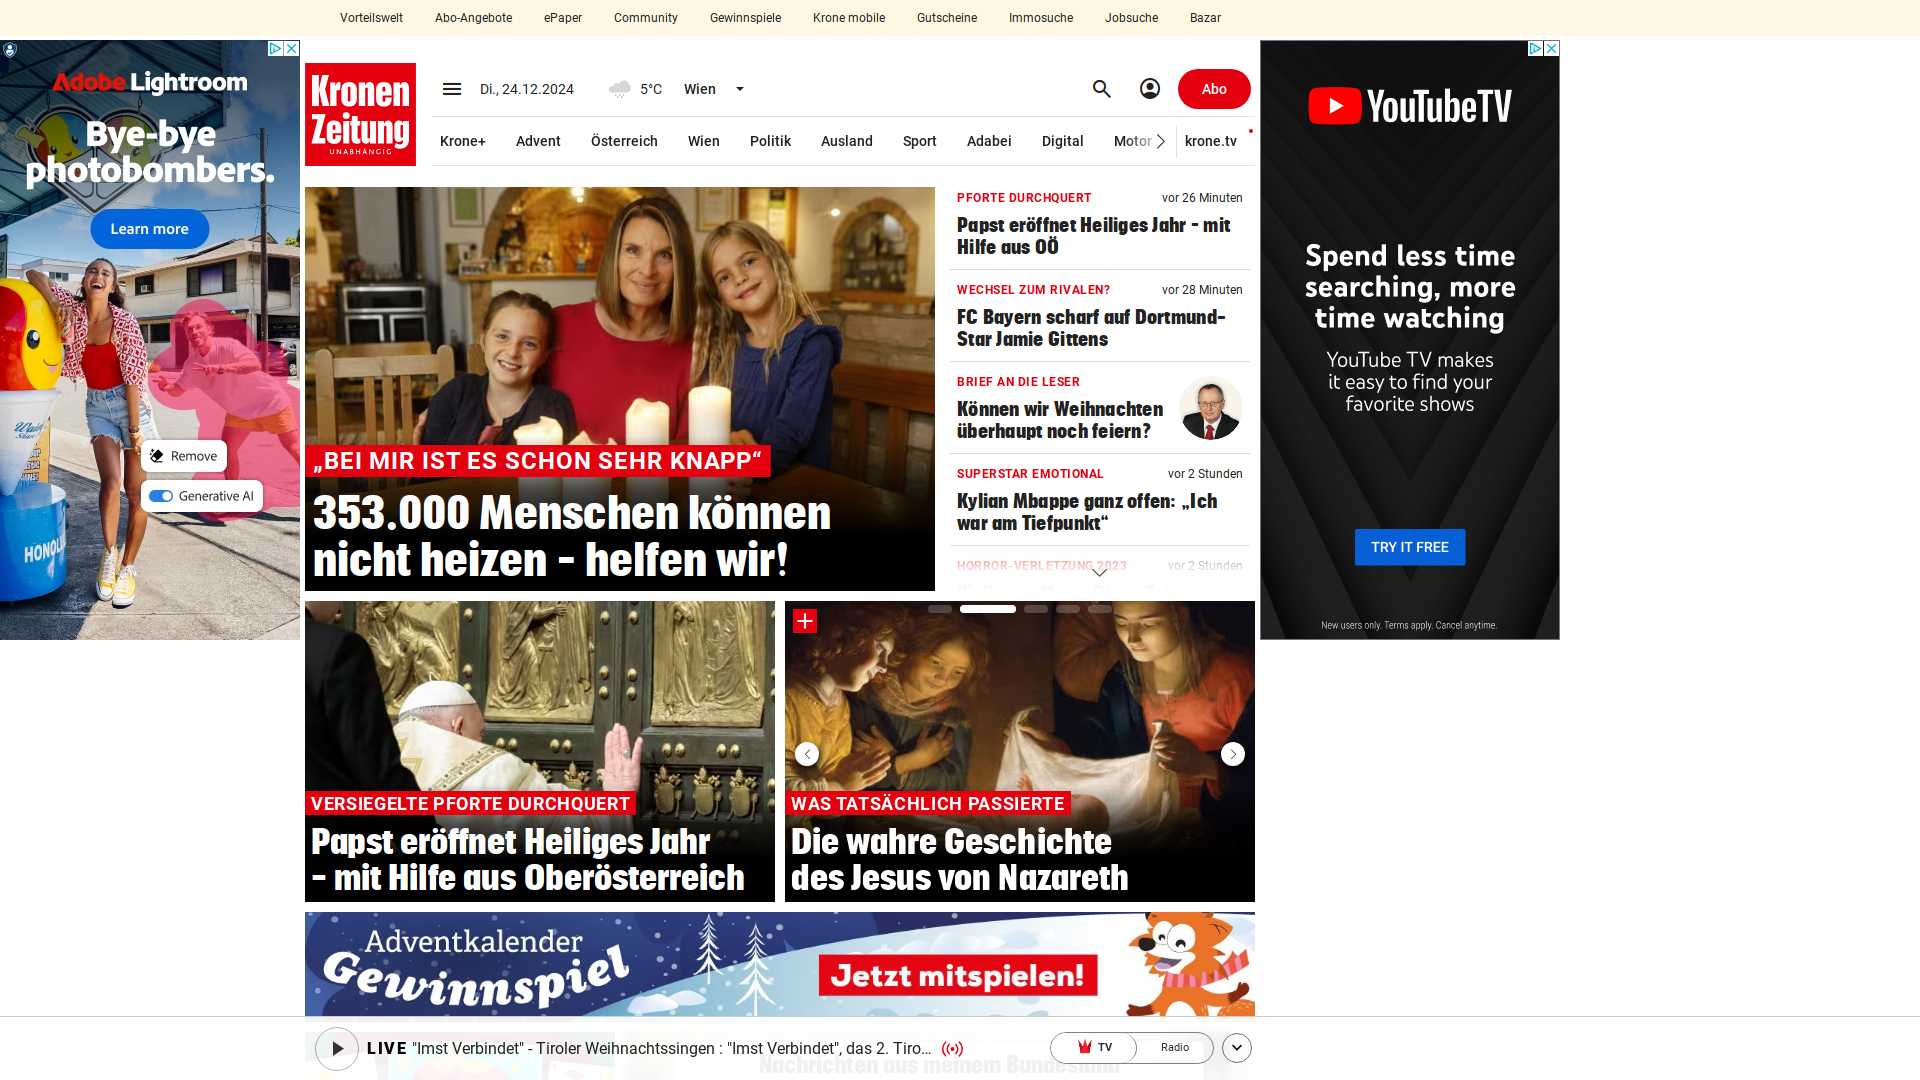 Vorteilswelt
Abo-Angebote
ePaper
Community
Gewinnspiele
Krone mobile
Gutscheine
Immosuche
Jobsuche
Bazar
Adobe Lightroom
Bye-bye
photobombers.
Learn more
Remove
Generative AI
Kronen
Zeitung
UNABHÄNGIG
Di., 24.12.2024
5°C
Wien
Abo
Krone+
Advent
Österreich
Wien
Politik
Ausland
Sport
Adabei
Digital
Motor
krone.tv
„BEI MIR IST ES SCHON SEHR KNAPP“
353.000 Menschen können
nicht heizen – helfen wir!
PFORTE DURCHQUERT
vor 26 Minuten
Papst eröffnet Heiliges Jahr – mit
Hilfe aus OÖ
WECHSEL ZUM RIVALEN?
vor 28 Minuten
FC Bayern scharf auf Dortmund-
Star Jamie Gittens
BRIEF AN DIE LESER
Können wir Weihnachten
überhaupt noch feiern?
SUPERSTAR EMOTIONAL
vor 2 Stunden
Kylian Mbappe ganz offen: „Ich
war am Tiefpunkt“
HORROR-VERLETZUNG 2023
vor 2 Stunden
YouTubeTV
Spend less time
searching, more
time watching
YouTube TV makes
it easy to find your
favorite shows
TRY IT FREE
New users only. Terms apply. Cancel anytime.
VERSIEGELTE PFORTE DURCHQUERT
Papst eröffnet Heiliges Jahr
– mit Hilfe aus Oberösterreich
WAS TATSÄCHLICH PASSIERTE
Die wahre Geschichte
des Jesus von Nazareth
Adventkalender
Gewinnspiel
Jetzt mitspielen!
LIVE "Imst Verbindet" - Tiroler Weihnachtssingen : "Imst Verbindet", das 2. Tiro...
TV
Radio
Nachrichten aus meinem Bundesland